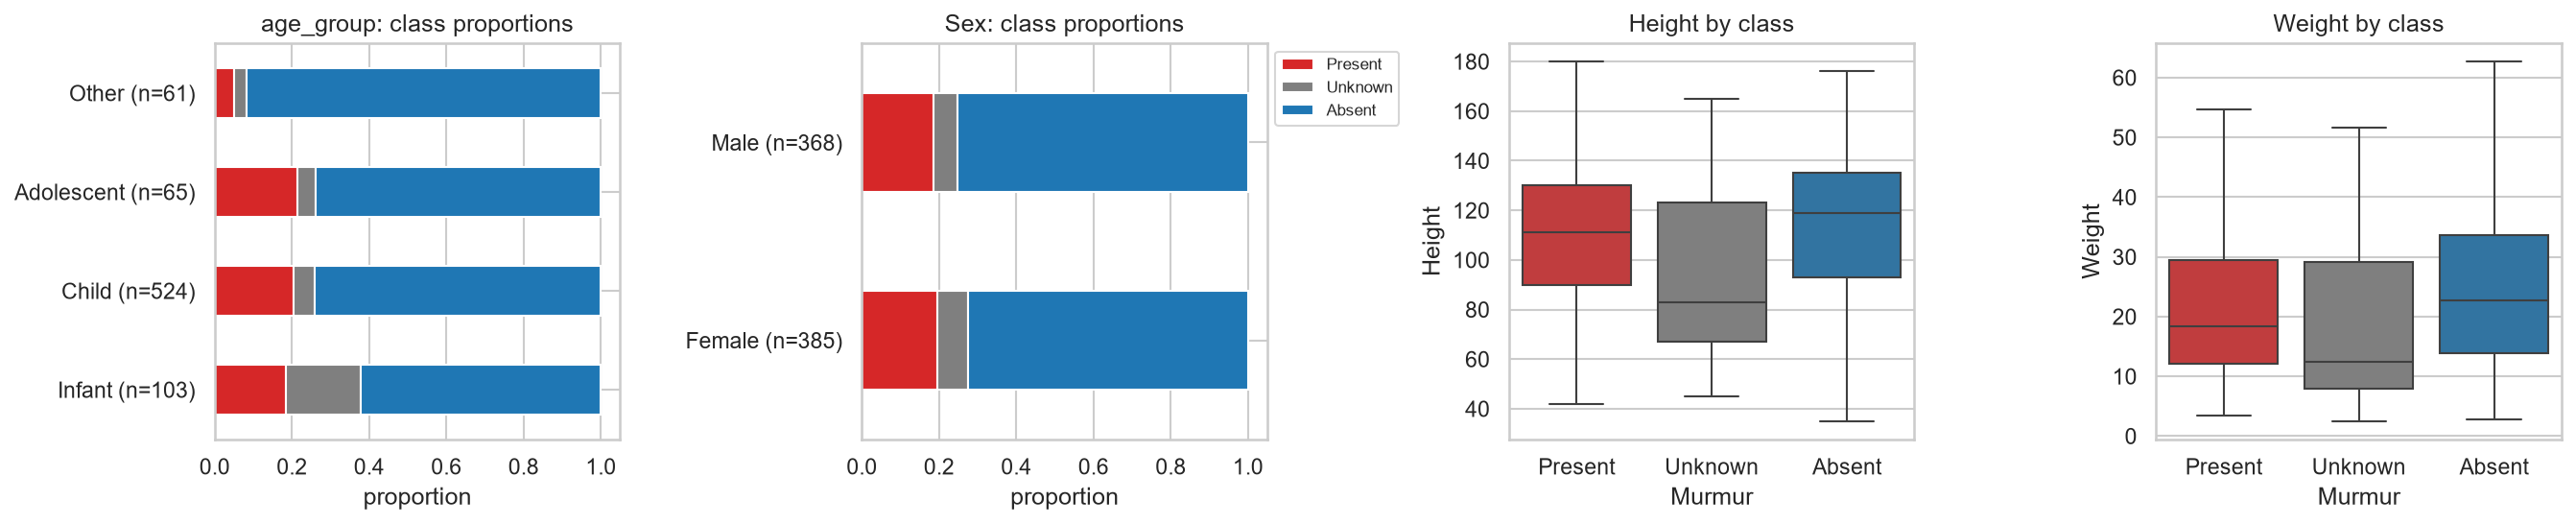 age_group: class proportions
Other (n=61)
Adolescent (n=65)
Child (n=524)
Infant (n=103)
0.0 0.2 0.4 0.6 0.8 1.0
proportion
Sex: class proportions
Male (n=368)
Female (n=385)
0.0 0.2 0.4 0.6 0.8 1.0
proportion
Present
Unknown
Absent
Height by class
Height
180
160
140
120
100
80
60
40
Present Unknown Absent
Murmur
Weight by class
Weight
60
50
40
30
20
10
0
Present Unknown Absent
Murmur